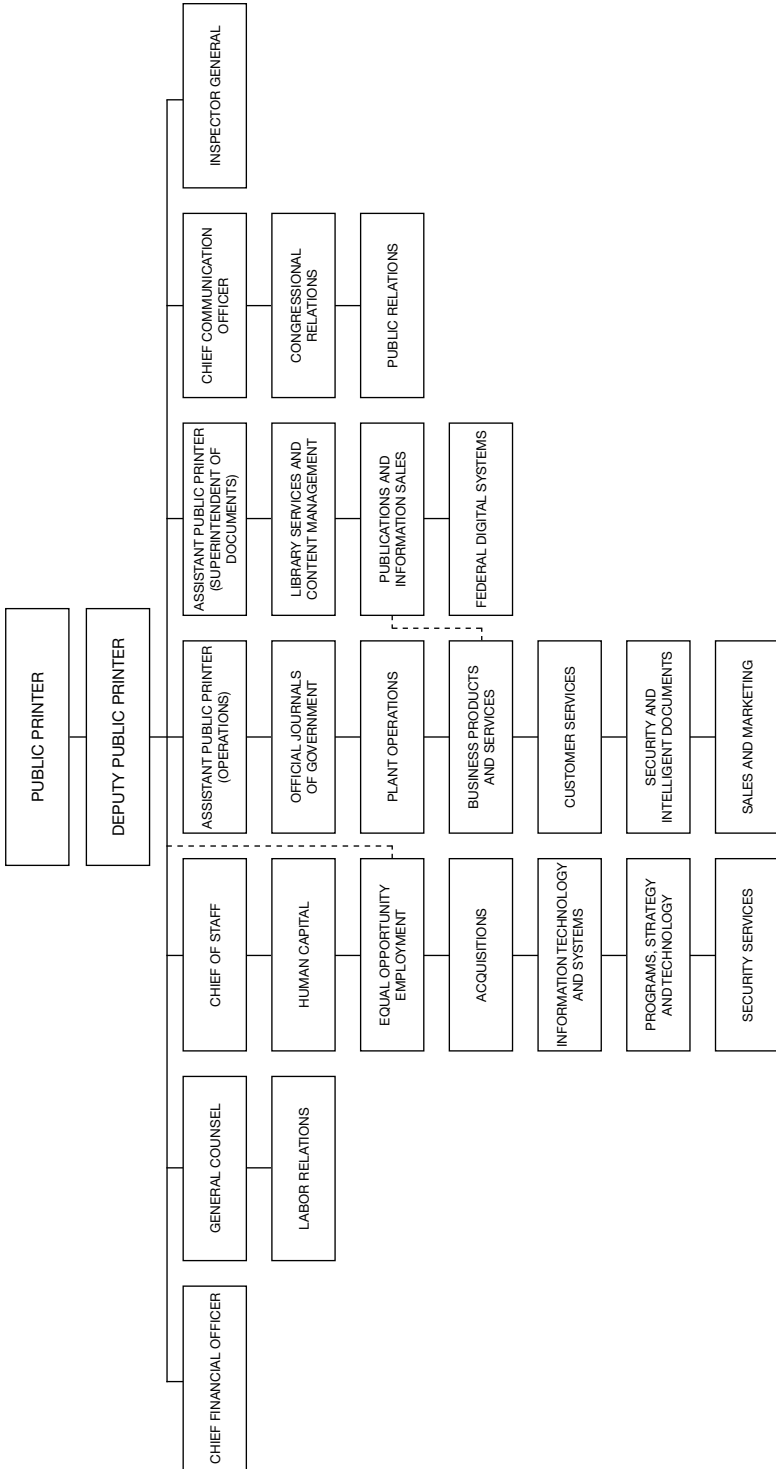 PUBLIC PRINTER
DEPUTY PUBLIC PRINTER
CHIEF FINANCIAL OFFICER
GENERAL COUNSEL
LABOR RELATIONS
CHIEF OF STAFF
HUMAN CAPITAL
EQUAL OPPORTUNITY
EMPLOYMENT
ACQUISITIONS
INFORMATION TECHNOLOGY
AND SYSTEMS
PROGRAMS, STRATEGY
AND TECHNOLOGY
SECURITY SERVICES
ASSISTANT PUBLIC PRINTER
(OPERATIONS)
OFFICIAL JOURNALS
OF GOVERNMENT
PLANT OPERATIONS
BUSINESS PRODUCTS
AND SERVICES
CUSTOMER SERVICES
SECURITY AND
INTELLIGENT DOCUMENTS
SALES AND MARKETING
ASSISTANT PUBLIC PRINTER
(SUPERINTENDENT OF
DOCUMENTS)
LIBRARY SERVICES AND
CONTENT MANAGEMENT
PUBLICATIONS AND
INFORMATION SALES
FEDERAL DIGITAL SYSTEMS
CHIEF COMMUNICATION
OFFICER
CONGRESSIONAL
RELATIONS
PUBLIC RELATIONS
INSPECTOR GENERAL